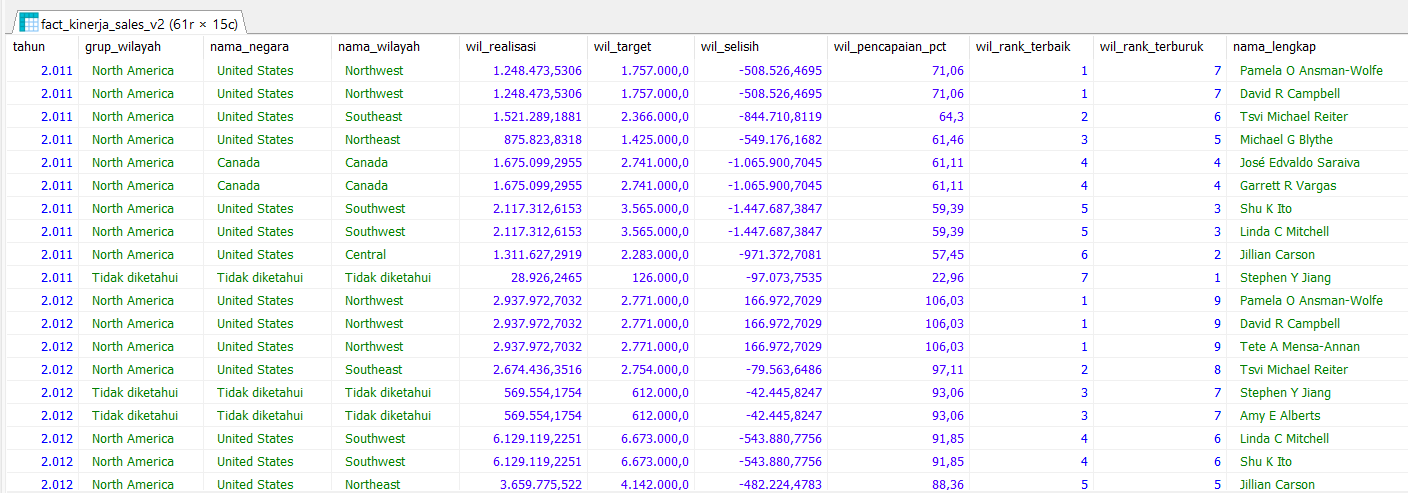 fact_kinerja_sales_v2 (61r × 15c)
tahun grup_wilayah nama_negara nama_wilayah wil_realisasi wil_target wil_selisih wil_pencapaian_pct wil_rank_terbaik wil_rank_terburuk nama_lengkap
2.011 North America United States Northwest 1.248.473,5306 1.757.000,0 -508.526,4695 71,06 1 7 Pamela O Ansman-Wolfe
2.011 North America United States Northwest 1.248.473,5306 1.757.000,0 -508.526,4695 71,06 1 7 David R Campbell
2.011 North America United States Southeast 1.521.289,1881 2.366.000,0 -844.710,8119 64,3 2 6 Tsvi Michael Reiter
2.011 North America United States Northeast 875.823,8318 1.425.000,0 -549.176,1682 61,46 3 5 Michael G Blythe
2.011 North America Canada Canada 1.675.099,2955 2.741.000,0 -1.065.900,7045 61,11 4 4 José Edvaldo Saraiva
2.011 North America Canada Canada 1.675.099,2955 2.741.000,0 -1.065.900,7045 61,11 4 4 Garrett R Vargas
2.011 North America United States Southwest 2.117.312,6153 3.565.000,0 -1.447.687,3847 59,39 5 3 Shu K Ito
2.011 North America United States Southwest 2.117.312,6153 3.565.000,0 -1.447.687,3847 59,39 5 3 Linda C Mitchell
2.011 North America United States Central 1.311.627,2919 2.283.000,0 -971.372,7081 57,45 6 2 Jillian Carson
2.011 Tidak diketahui Tidak diketahui Tidak diketahui 28.926,2465 126.000,0 -97.073,7535 22,96 7 1 Stephen Y Jiang
2.012 North America United States Northwest 2.937.972,7032 2.771.000,0 166.972,7029 106,03 1 9 Pamela O Ansman-Wolfe
2.012 North America United States Northwest 2.937.972,7032 2.771.000,0 166.972,7029 106,03 1 9 David R Campbell
2.012 North America United States Northwest 2.937.972,7032 2.771.000,0 166.972,7029 106,03 1 9 Tete A Mensa-Annan
2.012 North America United States Southeast 2.674.436,3516 2.754.000,0 -79.563,6486 97,11 2 8 Tsvi Michael Reiter
2.012 Tidak diketahui Tidak diketahui Tidak diketahui 569.554,1754 612.000,0 -42.445,8247 93,06 3 7 Stephen Y Jiang
2.012 Tidak diketahui Tidak diketahui Tidak diketahui 569.554,1754 612.000,0 -42.445,8247 93,06 3 7 Amy E Alberts
2.012 North America United States Southwest 6.129.119,2251 6.673.000,0 -543.880,7756 91,85 4 6 Linda C Mitchell
2.012 North America United States Southwest 6.129.119,2251 6.673.000,0 -543.880,7756 91,85 4 6 Shu K Ito
2.012 North America United States Northeast 3.659.775,522 4.142.000,0 -482.224,4783 88,36 5 5 Jillian Carson